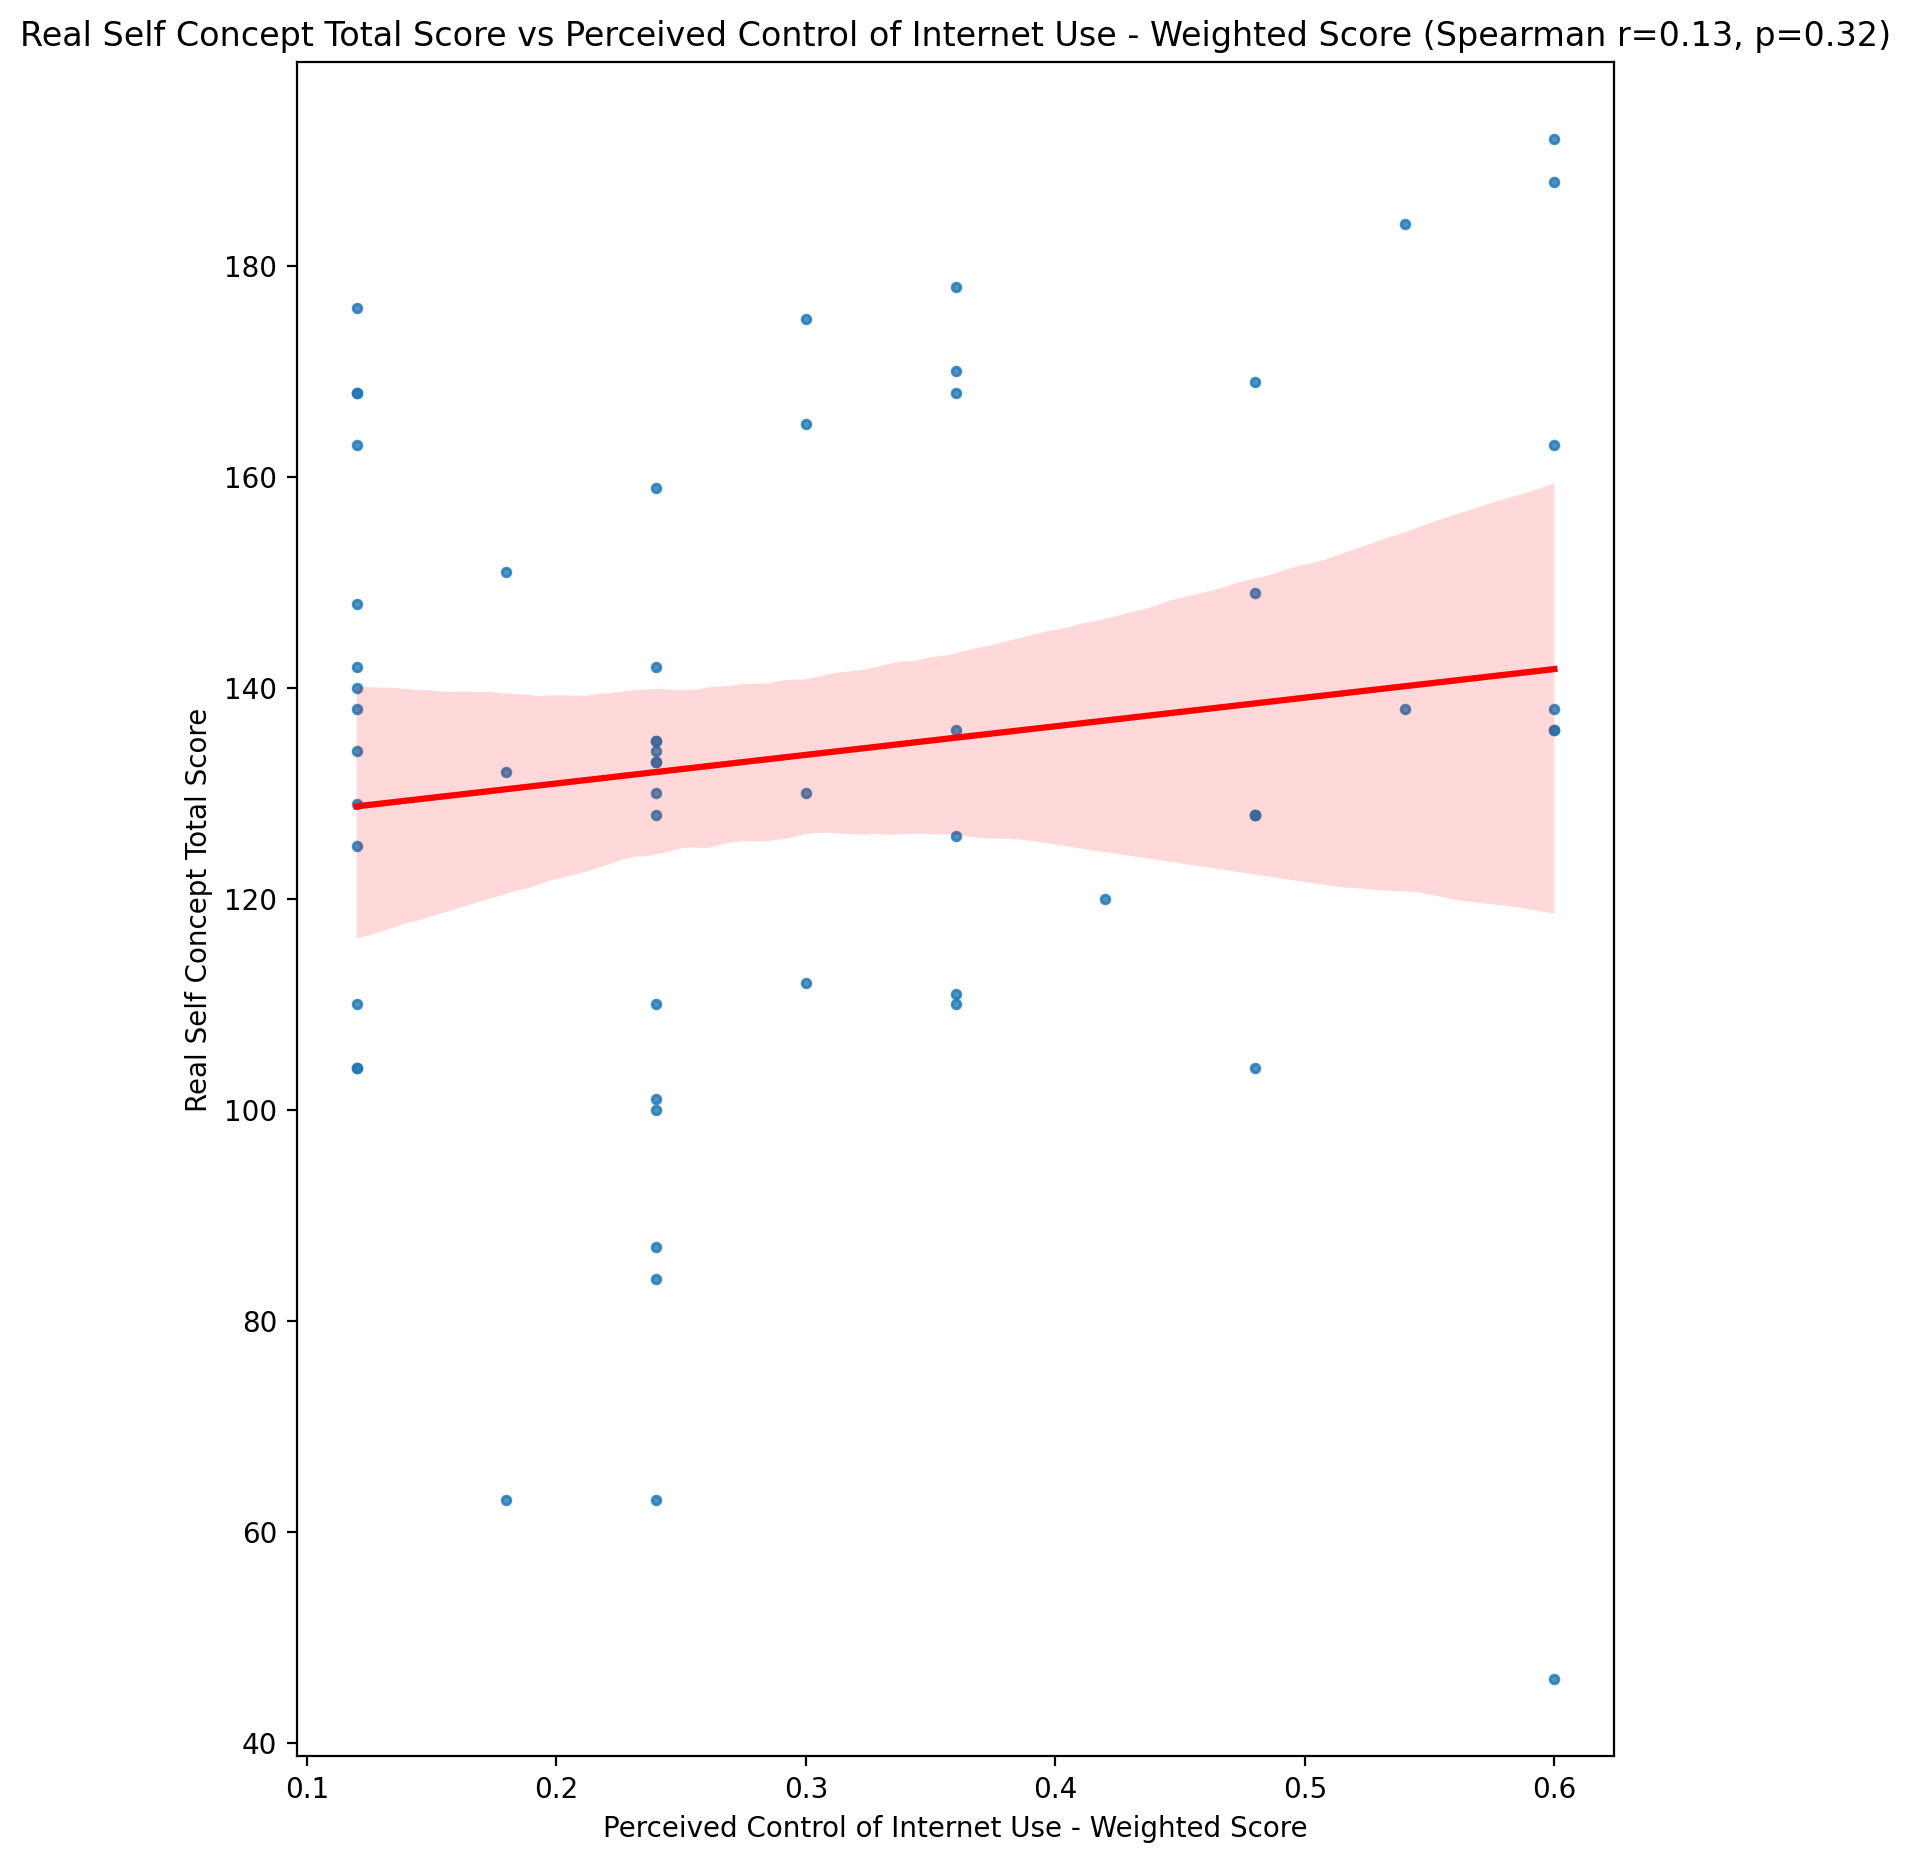 Real Self Concept Total Score vs Perceived Control of Internet Use - Weighted Score (Spearman r=0.13, p=0.32)
Real Self Concept Total Score
180
160
140
120
100
80
60
40
0.1 0.2 0.3 0.4 0.5 0.6
Perceived Control of Internet Use - Weighted Score